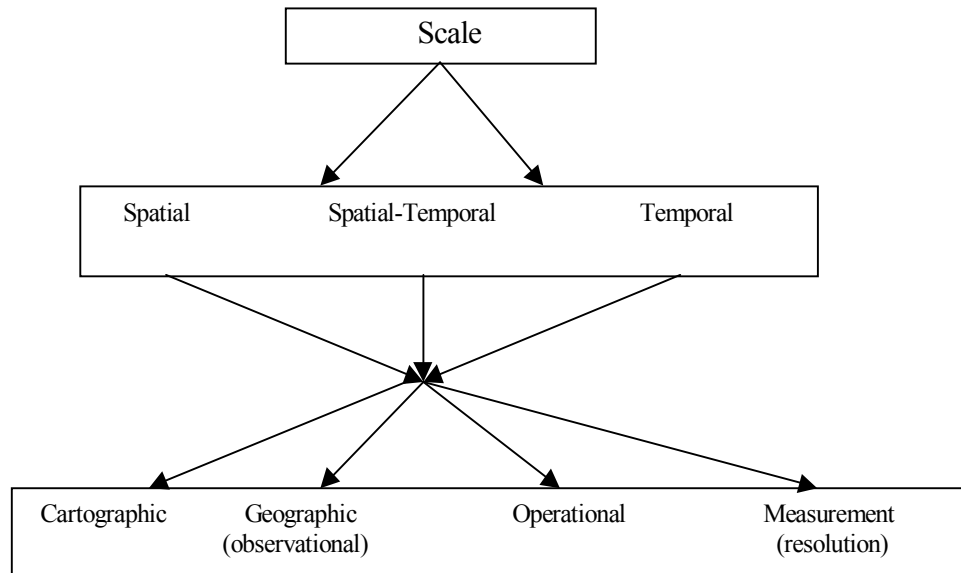 Scale
Spatial Spatial-Temporal Temporal
Cartographic Geographic Operational Measurement
(observational) (resolution)